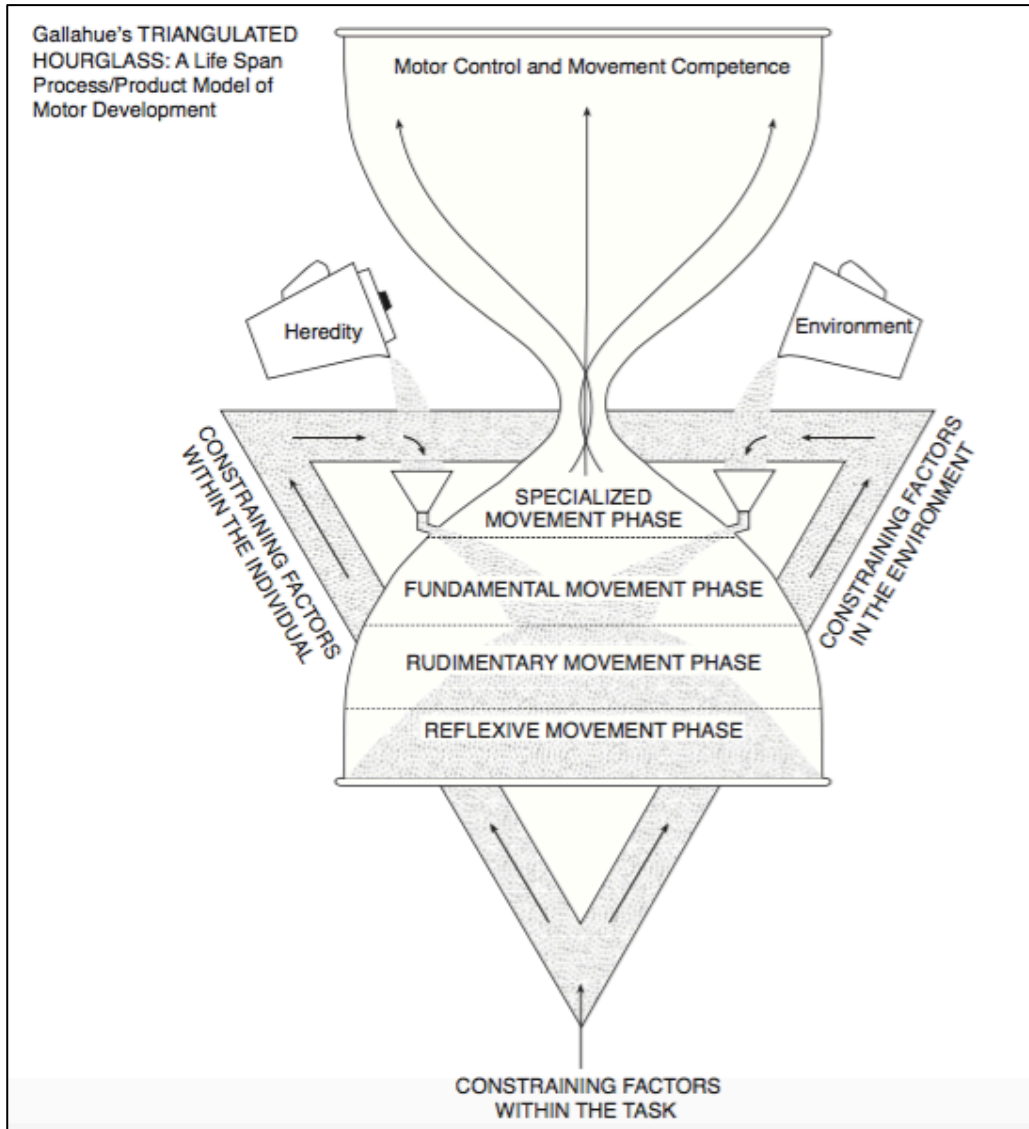 Gallahue's TRIANGULATED
HOURGLASS: A Life Span
Process/Product Model of
Motor Development
Motor Control and Movement Competence
Heredity
Environment
CONSTRAINING FACTORS
WITHIN THE INDIVIDUAL
CONSTRAINING FACTORS
IN THE ENVIRONMENT
SPECIALIZED
MOVEMENT PHASE
FUNDAMENTAL MOVEMENT PHASE
RUDIMENTARY MOVEMENT PHASE
REFLEXIVE MOVEMENT PHASE
CONSTRAINING FACTORS
WITHIN THE TASK